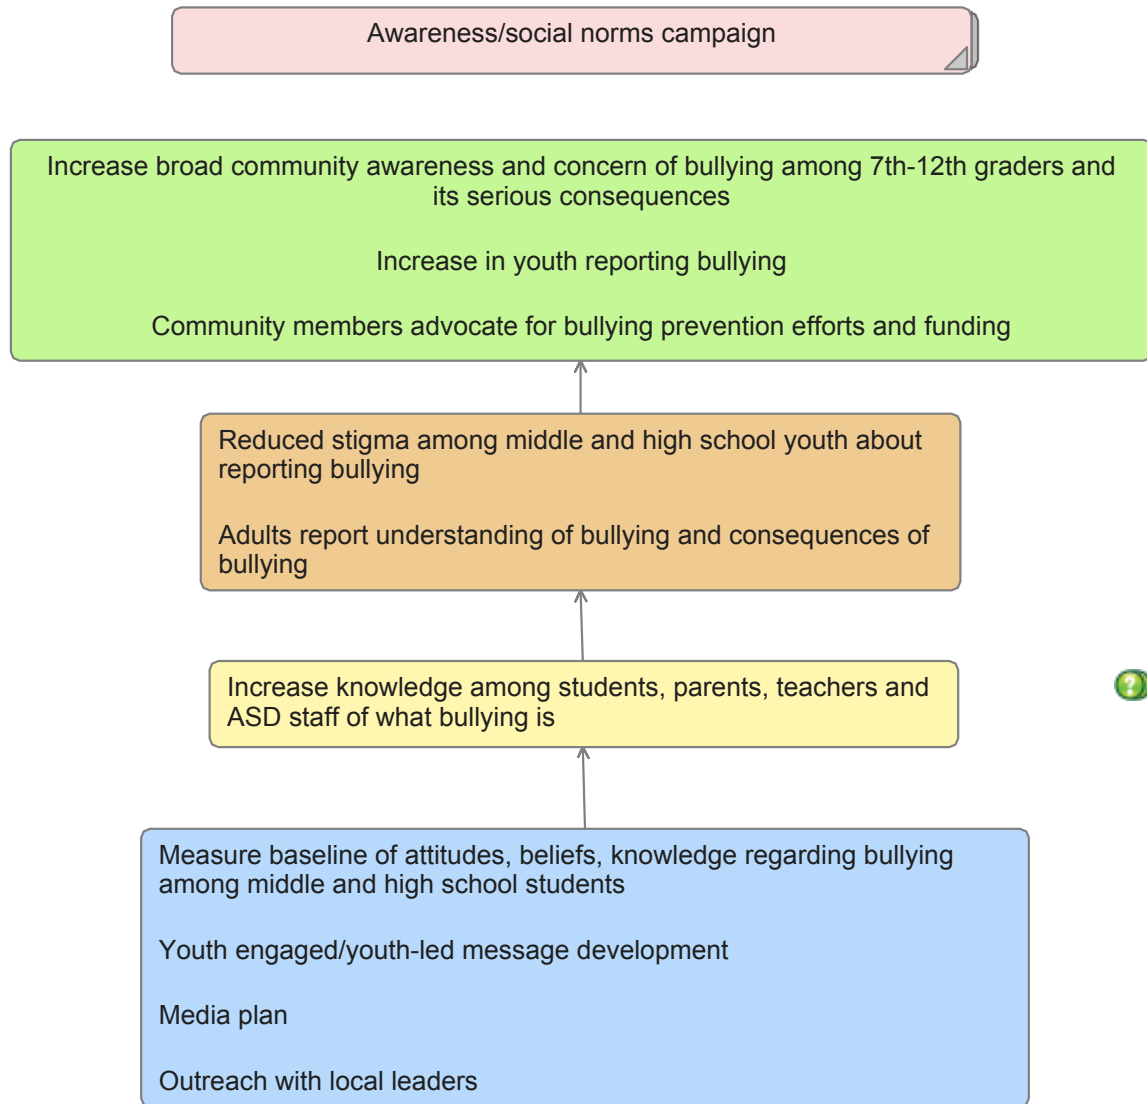 Awareness/social norms campaign
Increase broad community awareness and concern of bullying among 7th-12th graders and
its serious consequences
Increase in youth reporting bullying
Community members advocate for bullying prevention efforts and funding
Reduced stigma among middle and high school youth about
reporting bullying
Adults report understanding of bullying and consequences of
bullying
Increase knowledge among students, parents, teachers and
ASD staff of what bullying is
?
Measure baseline of attitudes, beliefs, knowledge regarding bullying
among middle and high school students
Youth engaged/youth-led message development
Media plan
Outreach with local leaders